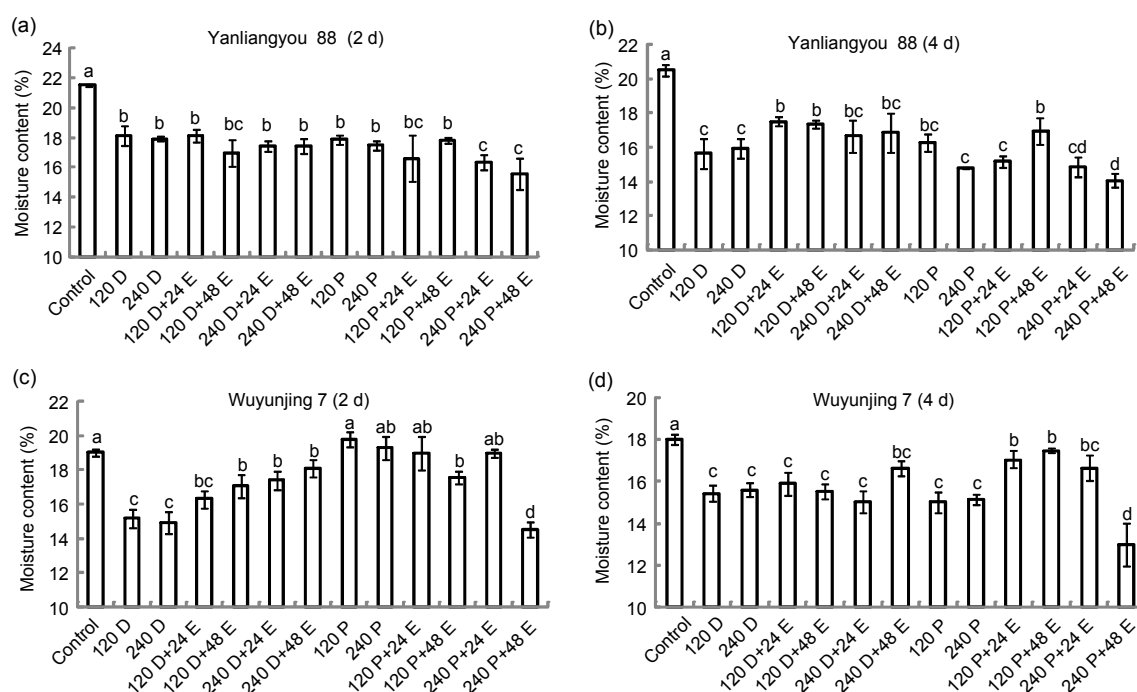 (a)
Yanliangyou 88 (2 d)
Moisture content (%)
24
22
20
18
16
14
12
10
a
b
b
b
bc
b
b
b
b
bc
b
c
c
Control
120 D
240 D
120 D+24 E
120 D+48 E
240 D+24 E
240 D+48 E
120 P
240 P
120 P+24 E
120 P+48 E
240 P+24 E
240 P+48 E
(b)
Yanliangyou 88 (4 d)
Moisture content (%)
22
20
18
16
14
12
10
a
c
c
b
b
bc
bc
bc
c
c
b
cd
d
Control
120 D
240 D
120 D+24 E
120 D+48 E
240 D+24 E
240 D+48 E
120 P
240 P
120 P+24 E
120 P+48 E
240 P+24 E
240 P+48 E
(c)
Wuyunjing 7 (2 d)
Moisture content (%)
22
20
18
16
14
12
10
a
c
c
bc
b
b
b
a
ab
ab
b
ab
d
Control
120 D
240 D
120 D+24 E
120 D+48 E
240 D+24 E
240 D+48 E
120 P
240 P
120 P+24 E
120 P+48 E
240 P+24 E
240 P+48 E
(d)
Wuyunjing 7 (4 d)
Moisture content (%)
20
18
16
14
12
10
a
c
c
c
c
c
bc
c
c
b
b
bc
d
Control
120 D
240 D
120 D+24 E
120 D+48 E
240 D+24 E
240 D+48 E
120 P
240 P
120 P+24 E
120 P+48 E
240 P+24 E
240 P+48 E